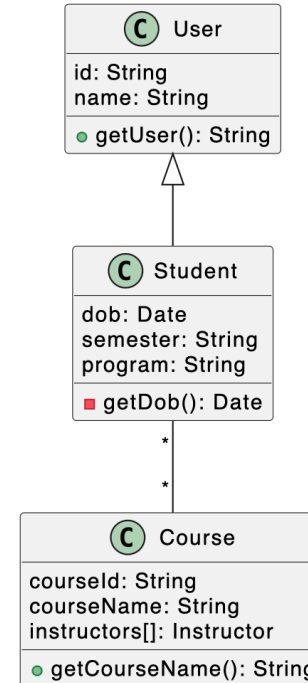 C User
id: String
name: String
getUser(): String
C Student
dob: Date
semester: String
program: String
getDob(): Date
*
*
C Course
courseId: String
courseName: String
instructors[]: Instructor
getCourseName(): String